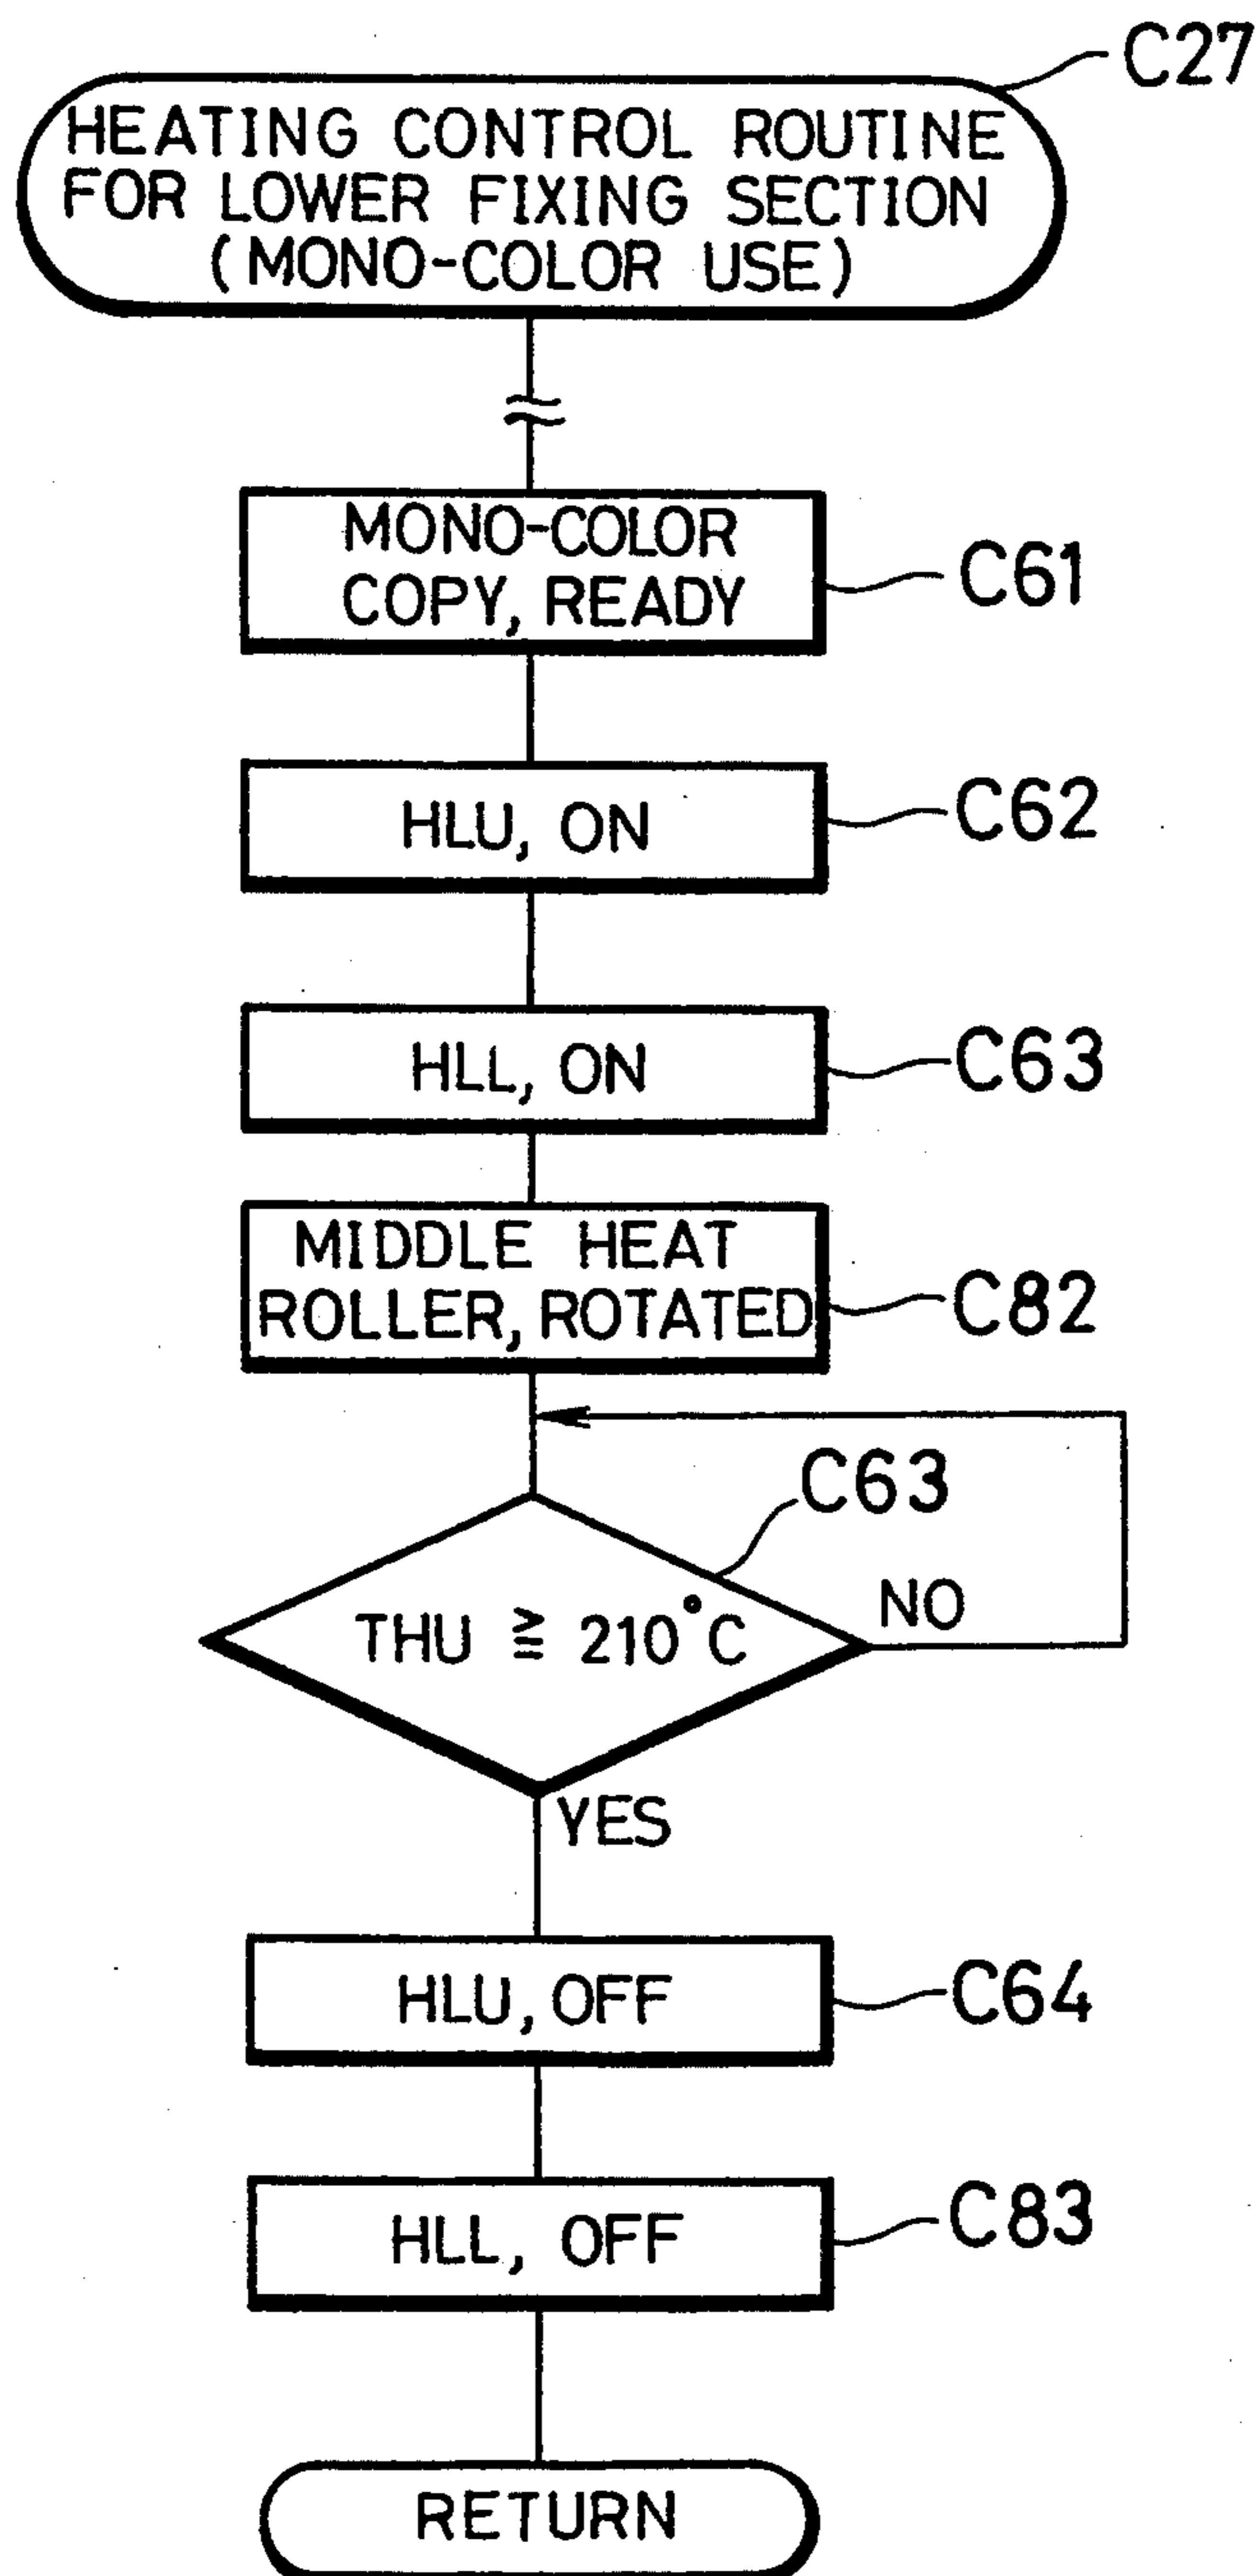 C27
HEATING CONTROL ROUTINE
FOR LOWER FIXING SECTION
(MONO-COLOR USE)
MONO-COLOR
COPY, READY
C61
HLU, ON
C62
HLL, ON
C63
MIDDLE HEAT
ROLLER, ROTATED
C82
C63
THU ≧ 210°C
NO
YES
HLU, OFF
C64
HLL, OFF
C83
RETURN